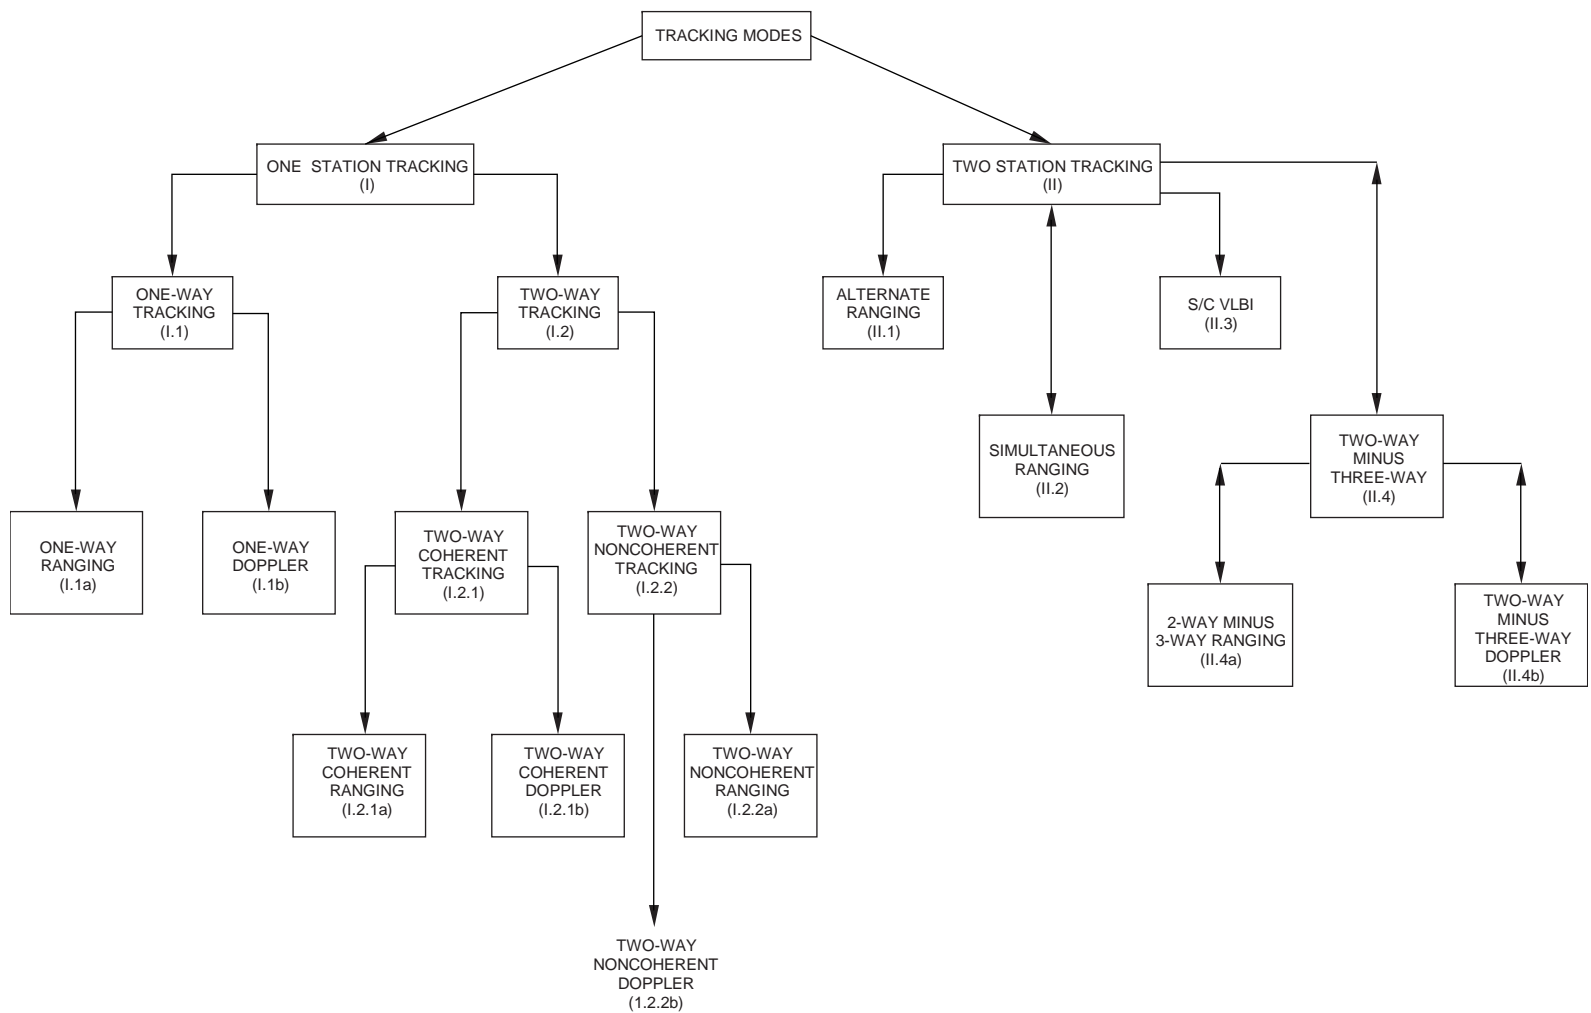 TRACKING MODES
ONE STATION TRACKING
(I)
TWO STATION TRACKING
(II)
ONE-WAY
TRACKING
(I.1)
TWO-WAY
TRACKING
(I.2)
ALTERNATE
RANGING
(II.1)
S/C VLBI
(II.3)
SIMULTANEOUS
RANGING
(II.2)
TWO-WAY
MINUS
THREE-WAY
(II.4)
ONE-WAY
RANGING
(I.1a)
ONE-WAY
DOPPLER
(I.1b)
TWO-WAY
COHERENT
TRACKING
(I.2.1)
TWO-WAY
NONCOHERENT
TRACKING
(I.2.2)
2-WAY MINUS
3-WAY RANGING
(II.4a)
TWO-WAY
MINUS
THREE-WAY
DOPPLER
(II.4b)
TWO-WAY
COHERENT
RANGING
(I.2.1a)
TWO-WAY
COHERENT
DOPPLER
(I.2.1b)
TWO-WAY
NONCOHERENT
RANGING
(I.2.2a)
TWO-WAY
NONCOHERENT
DOPPLER
(1.2.2b)